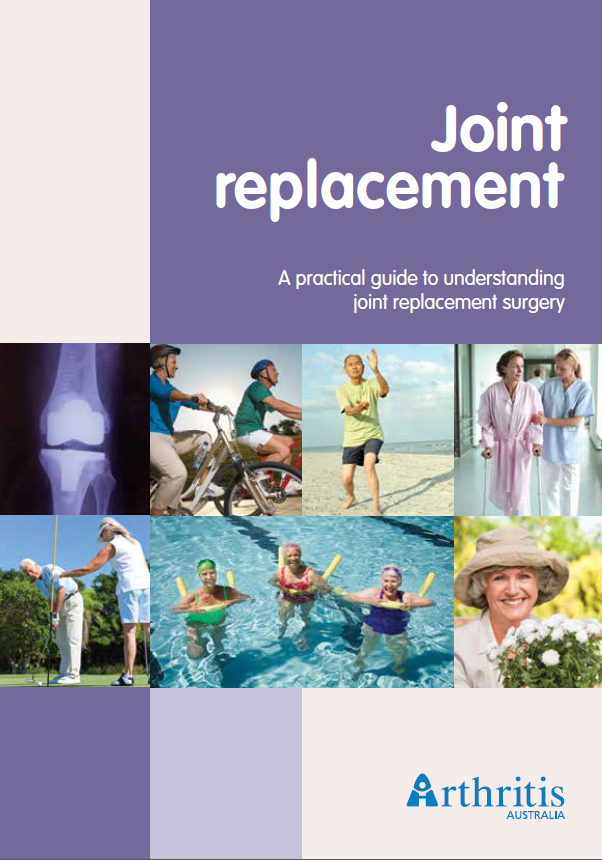 Joint
replacement
A practical guide to understanding
joint replacement surgery
Arthritis
AUSTRALIA